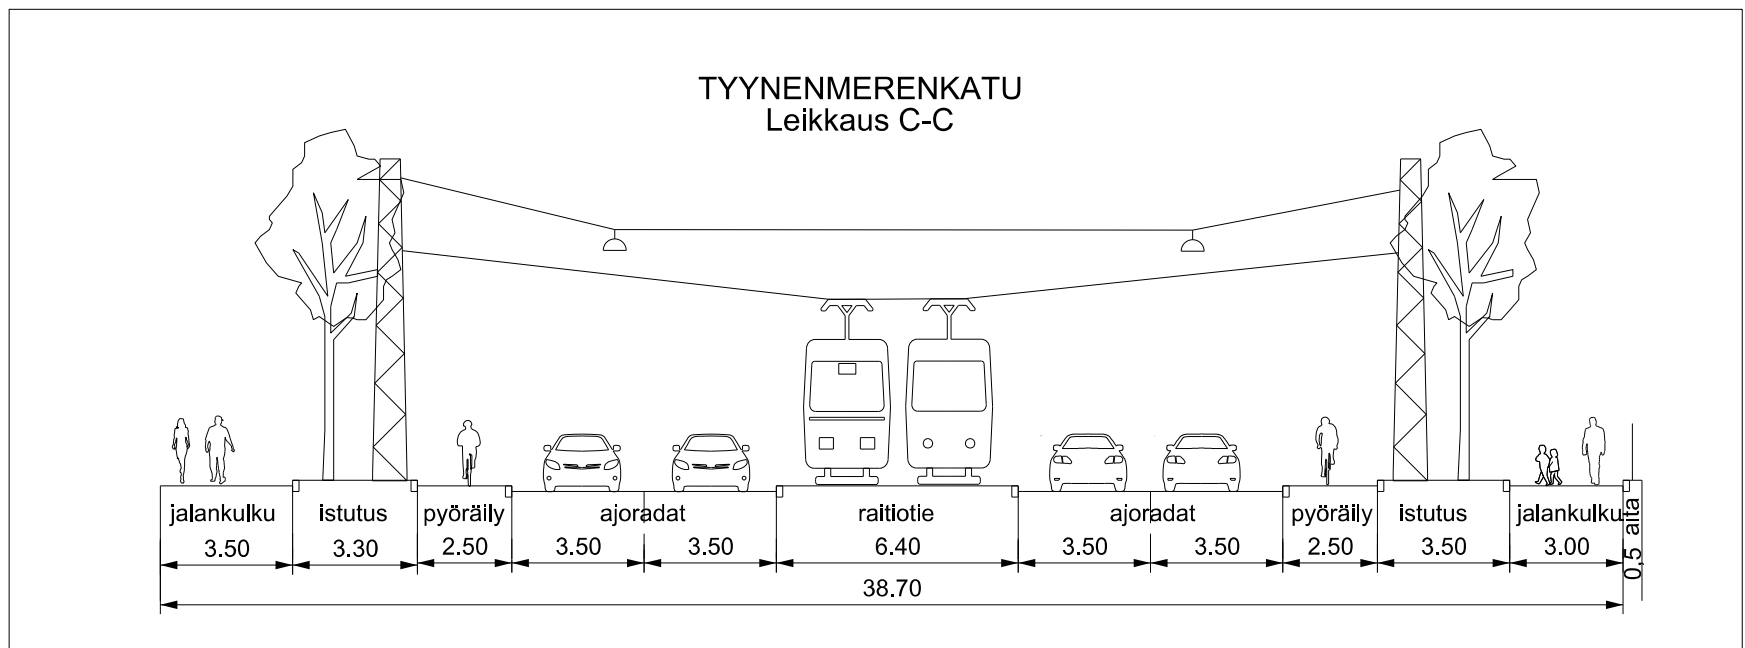 TYYNENMERENKATU
Leikkaus C-C
jalankulku istutus pyöräily ajoradat raitiotie ajoradat pyöräily istutus jalankulku
3.50 3.30 2.50 3.50 3.50 6.40 3.50 3.50 2.50 3.50 3.00
0,5 aita
38.70